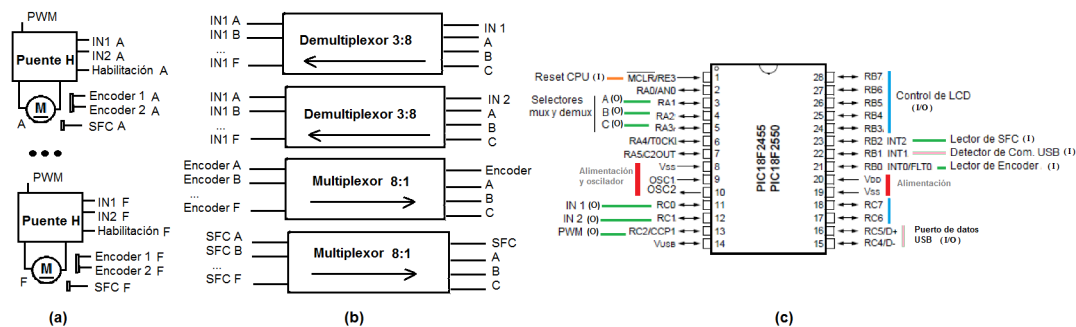 PWM
IN1 A
IN2 A
Puente H
Habilitación A
M
Encoder 1 A
Encoder 2 A
A
SFC A
PWM
IN1 F
IN2 F
Puente H
Habilitación F
M
Encoder 1 F
Encoder 2 F
F
SFC F
(a)
IN1 A
IN1 B
...
IN1 F
Demultiplexor 3:8
IN 1
A
B
C
IN1 A
IN1 B
...
IN1 F
Demultiplexor 3:8
IN 2
A
B
C
Encoder A
Encoder B
...
Encoder F
Multiplexor 8:1
Encoder
A
B
C
SFC A
SFC B
...
SFC F
Multiplexor 8:1
SFC
A
B
C
(b)
Reset CPU (I)
Selectores
mux y demux
A (O)
B (O)
C (O)
Alimentación
y oscilador
IN 1 (O)
IN 2 (O)
PWM (O)
MCLR/RE3 1
RA0/AN0 2
RA1 3
RA2 4
RA3 5
RA4/T0CKI 6
RA5/C2OUT 7
Vss 8
OSC1 9
OSC2 10
RC0 11
RC1 12
RC2/CCP1 13
VUSB 14
PIC18F2455
PIC18F2550
28 RB7
27 RB6
26 RB5
25 RB4
24 RB3
23 RB2 INT2
22 RB1 INT1
21 RB0 INT0/FLT0
20 VDD
19 Vss
18 RC7
17 RC6
16 RC5/D+
15 RC4/D-
Control de LCD
(I/O)
Lector de SFC (I)
Detector de Com. USB (I)
Lector de Encoder (I)
Alimentación
Puerto de datos
USB (I/O)
(c)